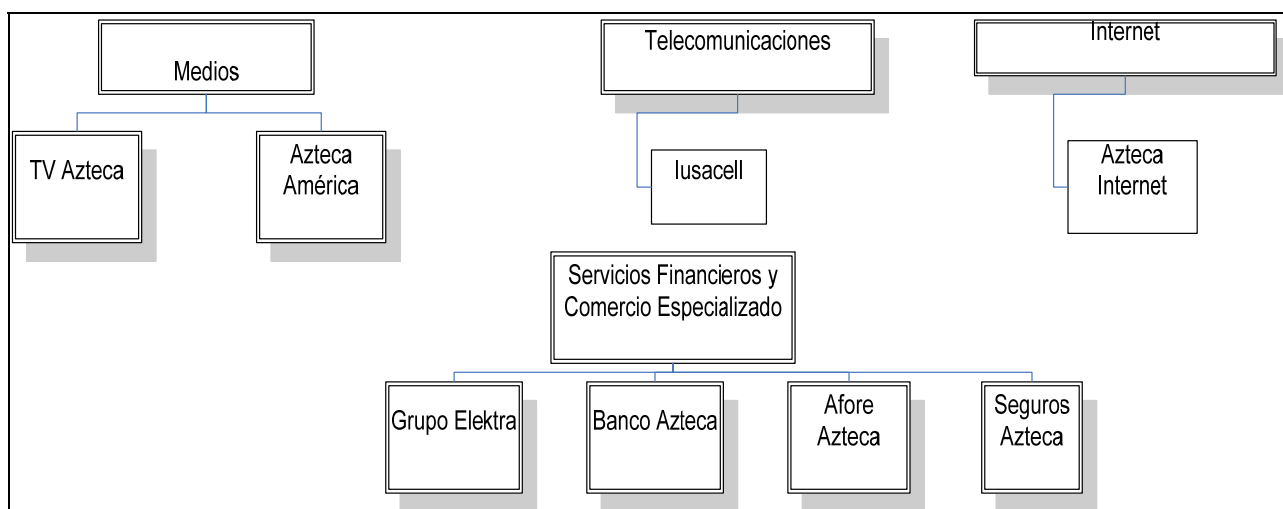 Medios
Telecomunicaciones
Internet
TV Azteca
Azteca
América
Iusacell
Azteca
Internet
Servicios Financieros y
Comercio Especializado
Grupo Elektra
Banco Azteca
Afore
Azteca
Seguros
Azteca